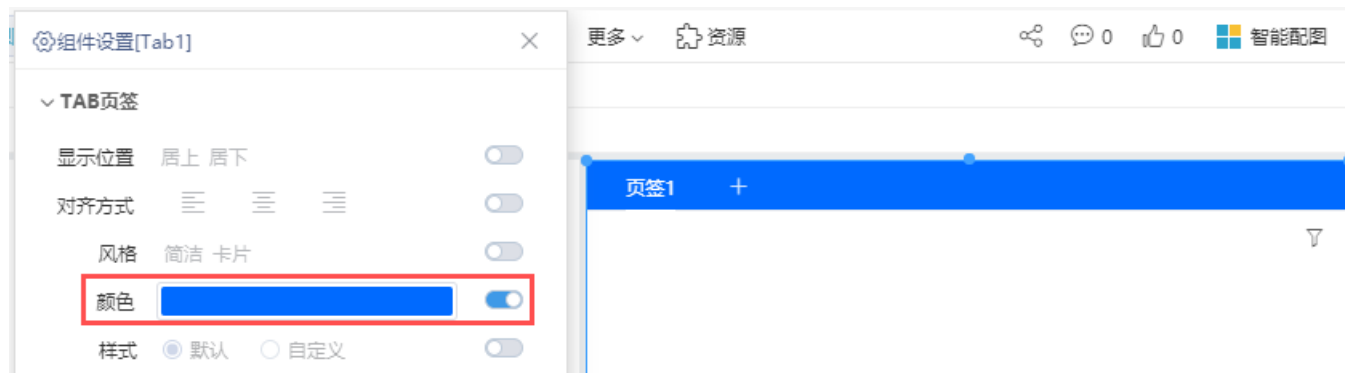 组件设置[Tab1]
更多 资源 0 0 智能配图
TAB页签
显示位置 居上 居下
对齐方式
页签1 +
风格 简洁 卡片
颜色
样式 默认 自定义